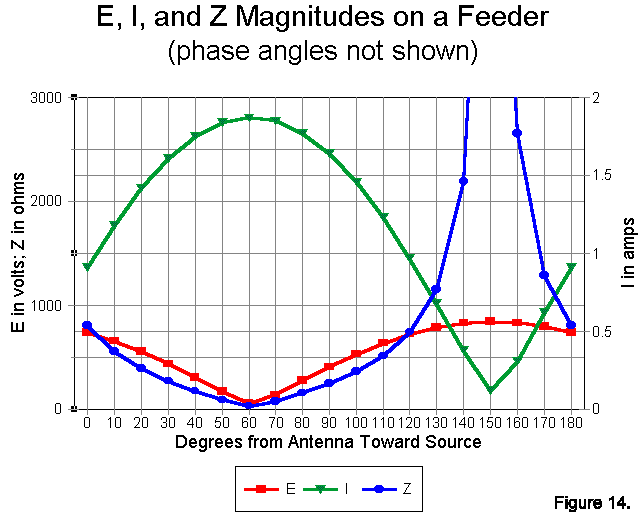 E, I, and Z Magnitudes on a Feeder
(phase angles not shown)
3000
2000
1000
0
E in volts; Z in ohms
2
1.5
1
0.5
0
I in amps
0 10 20 30 40 50 60 70 80 90 100 110 120 130 140 150 160 170 180
Degrees from Antenna Toward Source
E I Z
Figure 14.